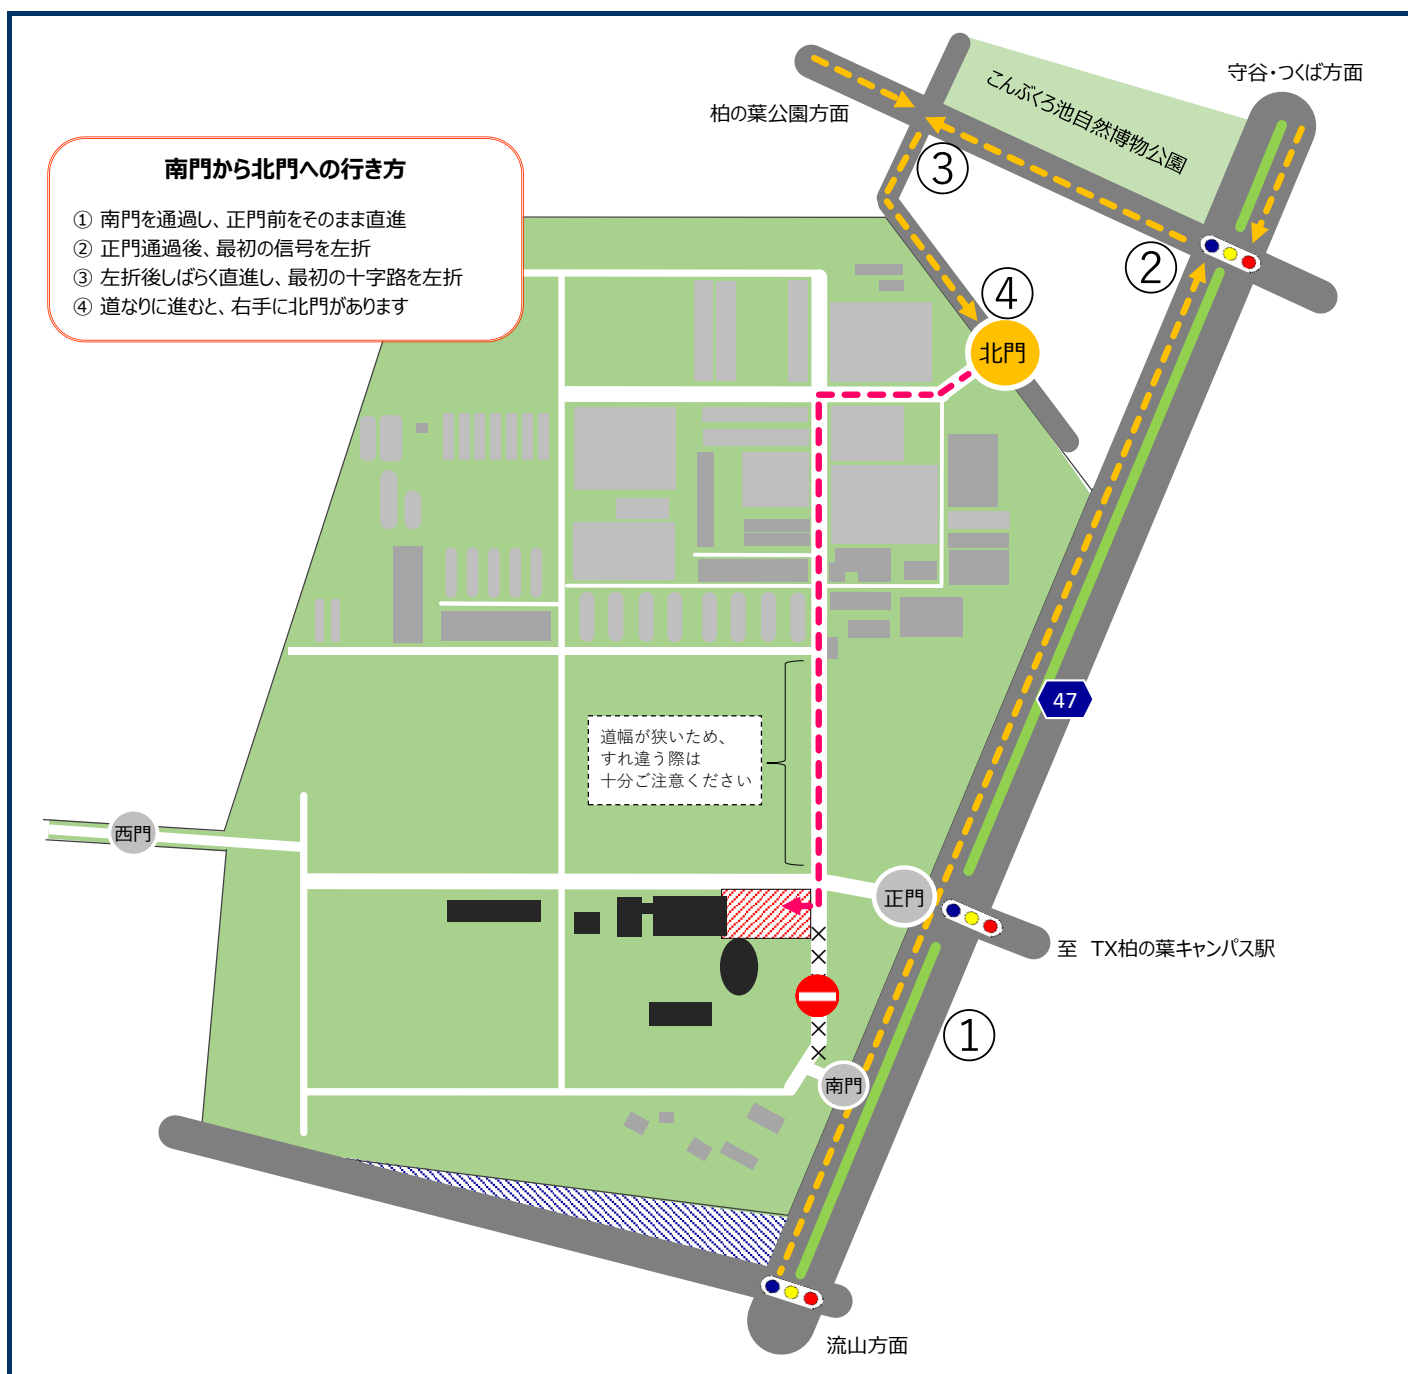 守谷・つくば方面
こんぶくろ池自然博物公園
柏の葉公園方面
南門から北門への行き方
① 南門を通過し、正門前をそのまま直進
② 正門通過後、最初の信号を左折
③ 左折後しばらく直進し、最初の十字路を左折
④ 道なりに進むと、右手に北門があります
③
②
④
北門
47
道幅が狭いため、
すれ違う際は
十分ご注意ください
西門
正門
至　TX柏の葉キャンパス駅
①
南門
流山方面